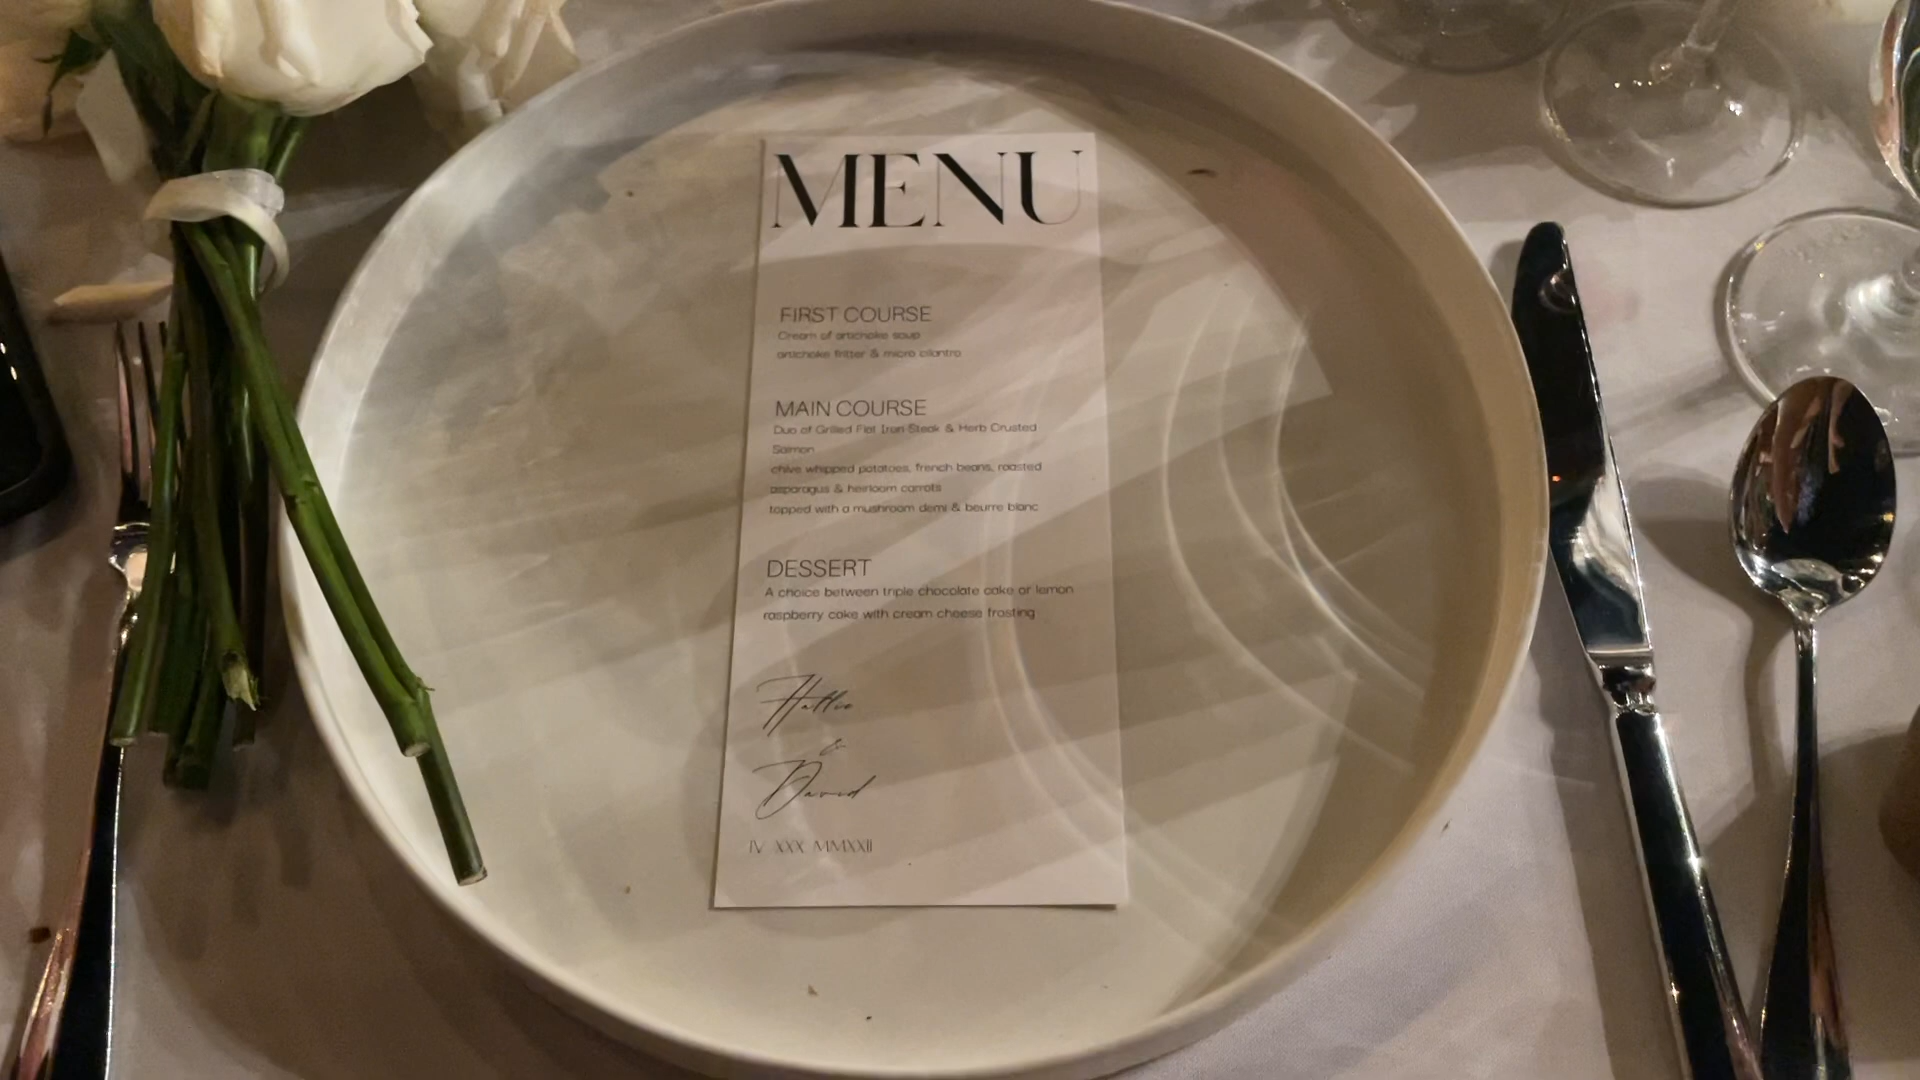 MENU
FIRST COURSE
Cream of artichoke soup
artichoke fritter & micro cilantro
MAIN COURSE
Duo of Grilled Flat Iron Steak & Herb Crusted
Salmon
chive whipped potatoes, french beans, roasted
asparagus & heirloom carrots
topped with a mushroom demi & beurre blanc
DESSERT
A choice between triple chocolate cake or lemon
raspberry cake with cream cheese frosting
Hallie
&
David
IV XXX MMXXII